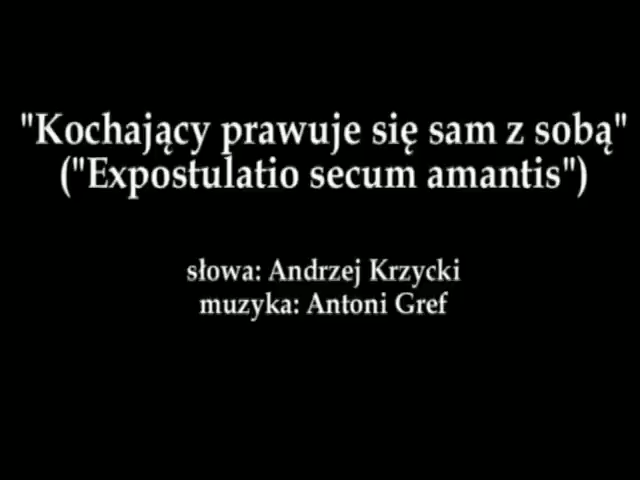 "Kochający prawuje się sam z sobą"
("Expostulatio secum amantis")
słowa: Andrzej Krzycki
muzyka: Antoni Gref